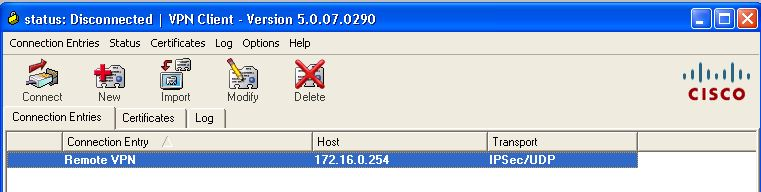 status: Disconnected | VPN Client - Version 5.0.07.0290
Connection Entries Status Certificates Log Options Help
Connect New Import Modify Delete
CISCO
Connection Entries Certificates Log
Connection Entry Host Transport
Remote VPN 172.16.0.254 IPSec/UDP